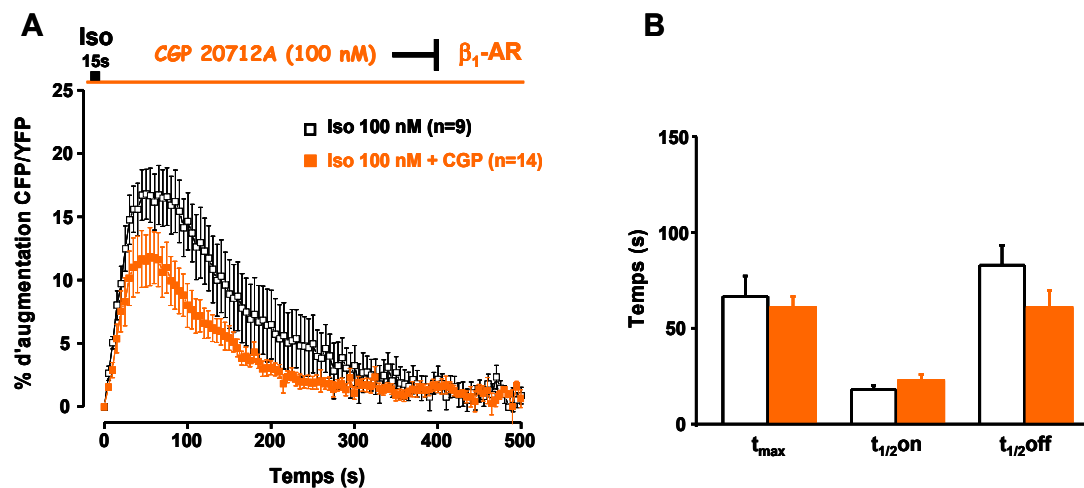 A
B
Iso
15s
CGP 20712A (100 nM)
β1-AR
25
20
15
10
5
0
% d'augmentation CFP/YFP
Iso 100 nM (n=9)
Iso 100 nM + CGP (n=14)
0 100 200 300 400 500
Temps (s)
150
100
50
0
Temps (s)
tmax t1/2on t1/2off